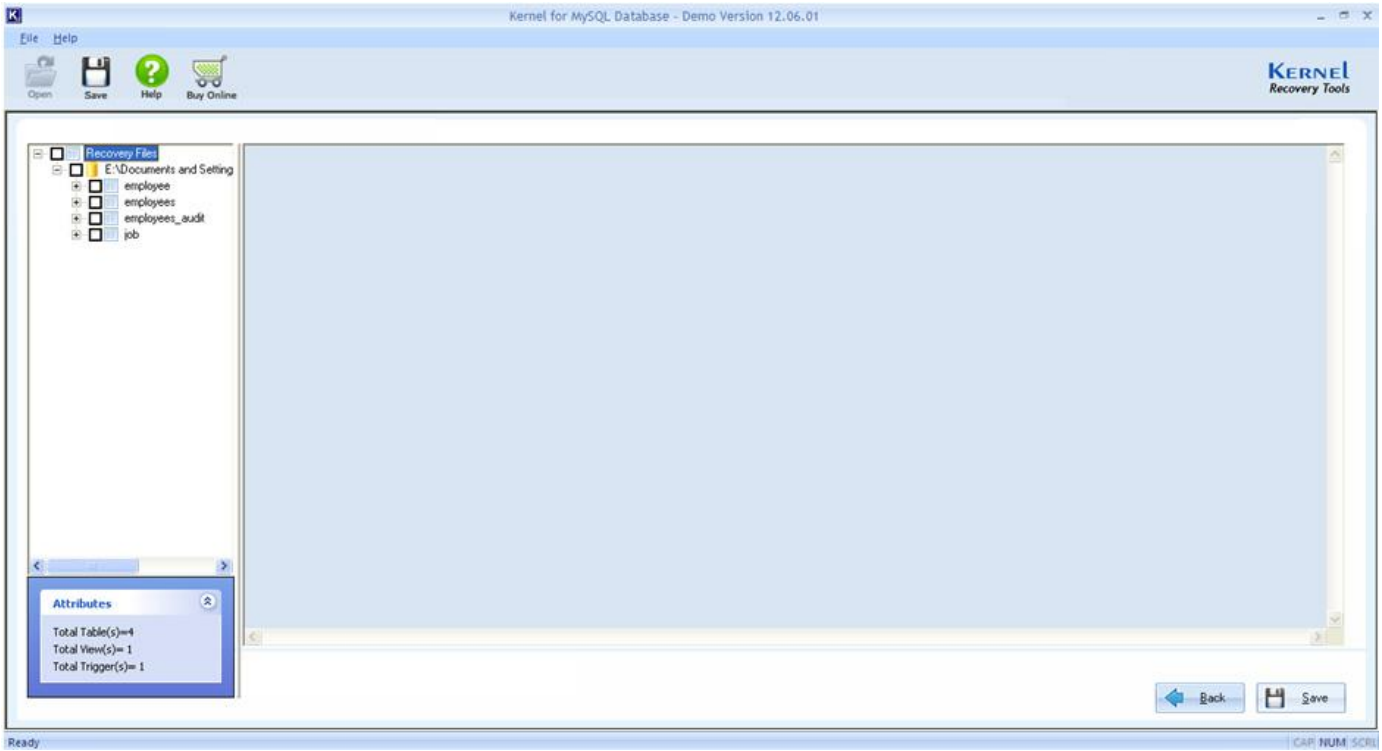 Kernel for MySQL Database - Demo Version 12.06.01
File Help
Open Save Help Buy Online
KERNEL
Recovery Tools
Recovery Files
E:\Documents and Setting
employee
employees
employees_audit
job
Attributes
Total Table(s)=4
Total View(s)= 1
Total Trigger(s)= 1
Back Save
Ready CAP NUM SCRL